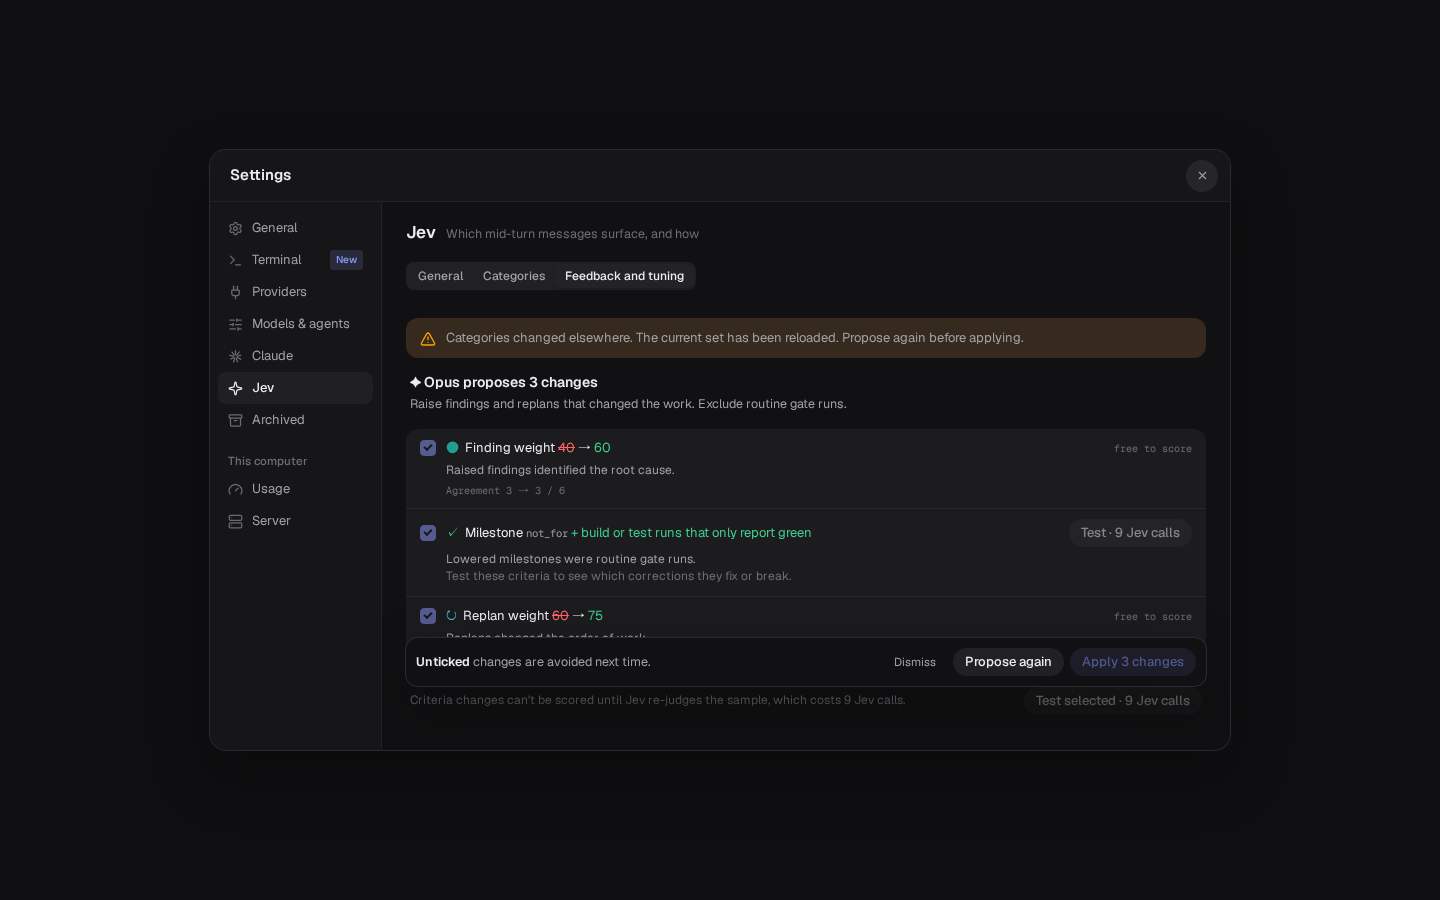 Settings
General
Terminal New
Providers
Models & agents
Claude
Jev
Archived
This computer
Usage
Server
Jev Which mid-turn messages surface, and how
General Categories Feedback and tuning
Categories changed elsewhere. The current set has been reloaded. Propose again before applying.
Opus proposes 3 changes
Raise findings and replans that changed the work. Exclude routine gate runs.
Finding weight 40 → 60 free to score
Raised findings identified the root cause.
Agreement 3 → 3 / 6
✓ Milestone not_for + build or test runs that only report green Test · 9 Jev calls
Lowered milestones were routine gate runs.
Test these criteria to see which corrections they fix or break.
Replan weight 60 → 75 free to score
Replans changed the order of work.
Unticked changes are avoided next time. Dismiss Propose again Apply 3 changes
Criteria changes can't be scored until Jev re-judges the sample, which costs 9 Jev calls. Test selected · 9 Jev calls